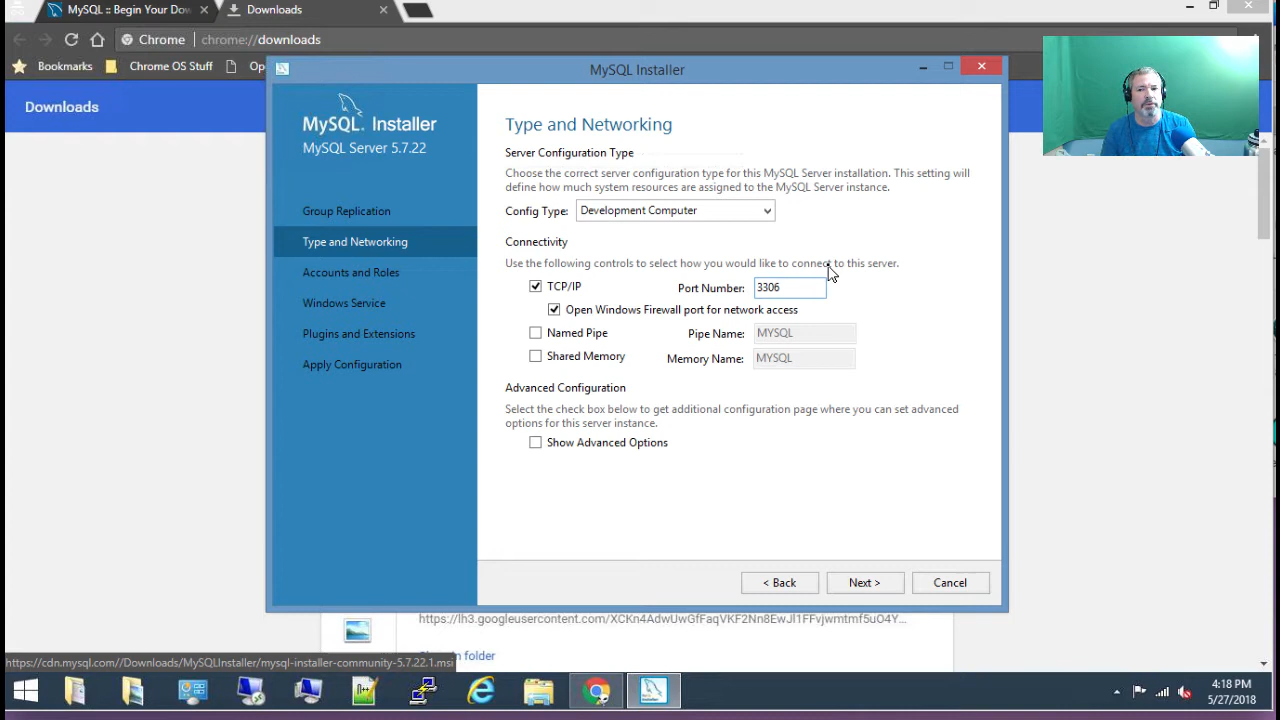 MySQL :: Begin Your Dow
Downloads
Chrome
chrome://downloads
Bookmarks
Chrome OS Stuff
Op
Downloads
MySQL Installer
MySQL Installer
MySQL Server 5.7.22
Group Replication
Type and Networking
Accounts and Roles
Windows Service
Plugins and Extensions
Apply Configuration
Type and Networking
Server Configuration Type
Choose the correct server configuration type for this MySQL Server installation. This setting will
define how much system resources are assigned to the MySQL Server instance.
Config Type: Development Computer
Connectivity
Use the following controls to select how you would like to connect to this server.
TCP/IP Port Number: 3306
Open Windows Firewall port for network access
Named Pipe Pipe Name: MYSQL
Shared Memory Memory Name: MYSQL
Advanced Configuration
Select the check box below to get additional configuration page where you can set advanced
options for this server instance.
Show Advanced Options
< Back Next > Cancel
https://lh3.googleusercontent.com/XCKn4AdwUwGfFaqVKF2Nn8EwJl1FFvjwmtmf5uO4Y...
in folder
https://cdn.mysql.com//Downloads/MySQLInstaller/mysql-installer-community-5.7.22.1.msi
4:18 PM
5/27/2018